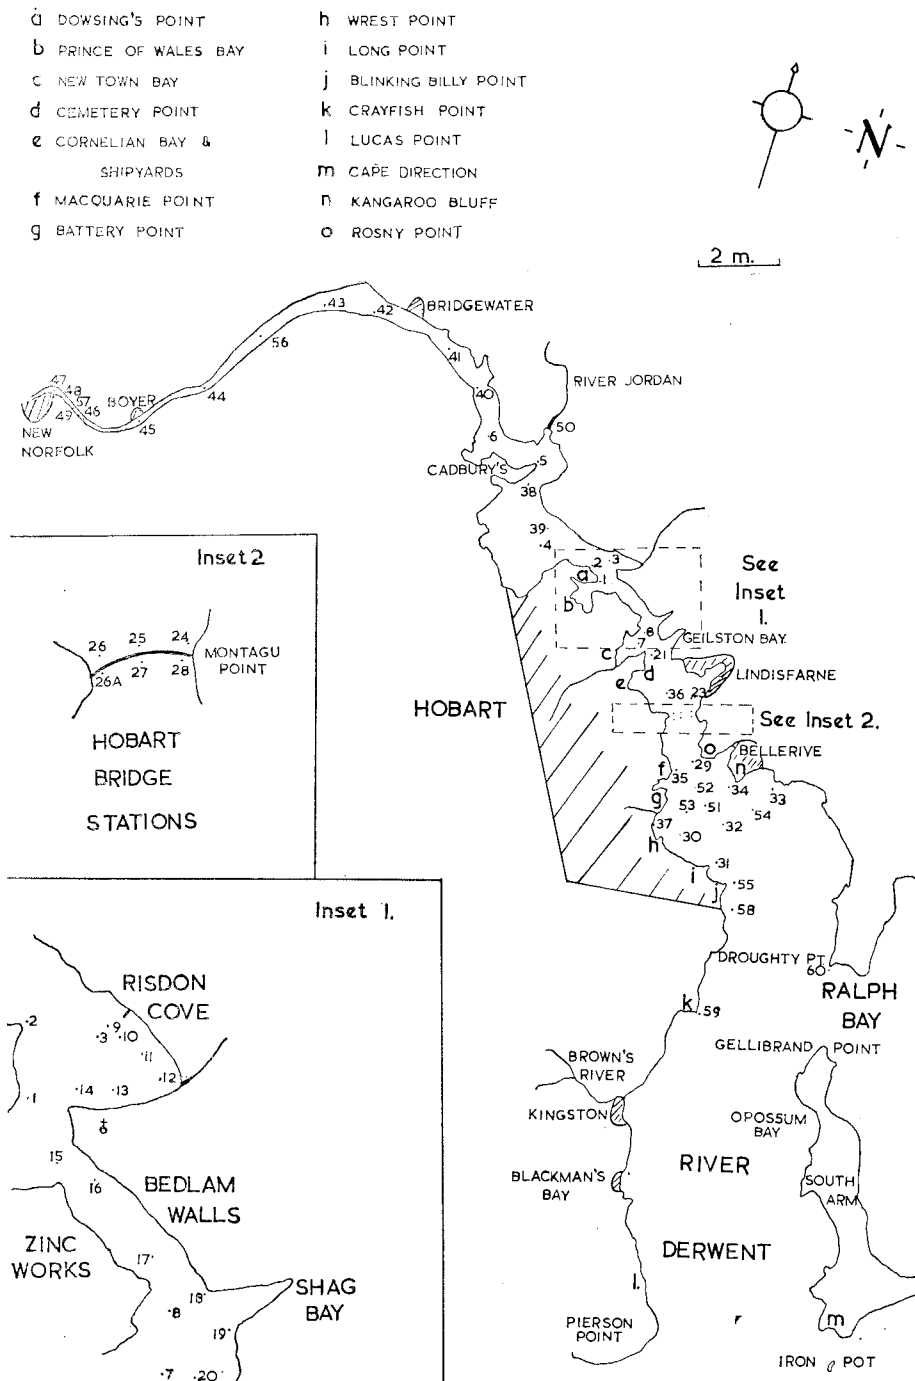 a DOWSING'S POINT
b PRINCE OF WALES BAY
c NEW TOWN BAY
d CEMETERY POINT
e CORNELIAN BAY &
SHIPYARDS
f MACQUARIE POINT
g BATTERY POINT
h WREST POINT
i LONG POINT
j BLINKING BILLY POINT
k CRAYFISH POINT
l LUCAS POINT
m CAPE DIRECTION
n KANGAROO BLUFF
o ROSNY POINT
N
2 m.
43
42
BRIDGEWATER
56
41
RIVER JORDAN
47
48
57
BOYER
44
40
49
46
45
50
NEW
NORFOLK
6
5
CADBURY'S
38
39
4
Inset 2
2
3
a
1
See
Inset
1.
b
8
7
GEILSTON BAY
c
21
d
LINDISFARNE
e
36
23
HOBART
See Inset 2.
26
25
24
MONTAGU
POINT
26A
27
28
HOBART
BRIDGE
STATIONS
o
BELLERIVE
29
f
35
n
52
34
33
g
53
51
54
37
32
30
h
31
i
j
55
58
Inset 1.
DROUGHTY PT
60
RISDON
COVE
RALPH
BAY
2
9
3
10
k
59
11
GELLIBRAND POINT
12
BROWN'S
RIVER
14
13
1
KINGSTON
OPOSSUM
BAY
15
RIVER
16
BEDLAM
WALLS
BLACKMAN'S
BAY
SOUTH
ARM
ZINC
WORKS
DERWENT
17
SHAG
BAY
18
8
l.
19
PIERSON
POINT
m
7
20
IRON POT